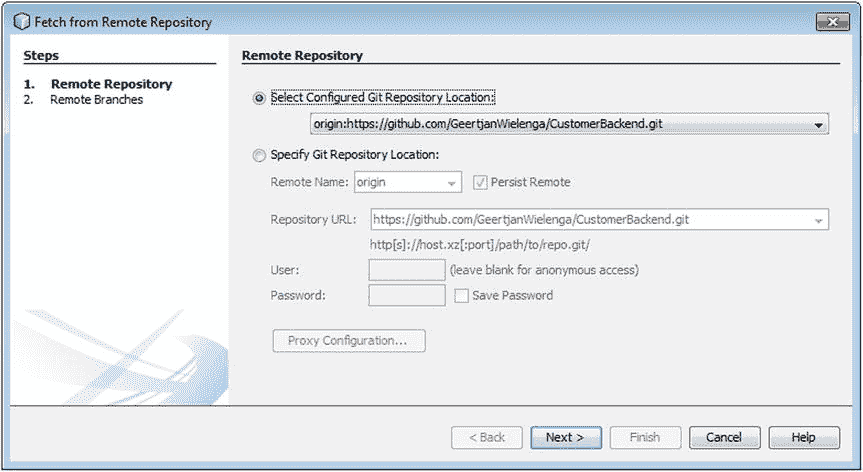 Fetch from Remote Repository
Steps
1. Remote Repository
2. Remote Branches
Remote Repository
Select Configured Git Repository Location:
origin:https://github.com/GeertjanWielenga/CustomerBackend.git
Specify Git Repository Location:
Remote Name: origin Persist Remote
Repository URL: https://github.com/GeertjanWielenga/CustomerBackend.git
http[s]://host.xz[:port]/path/to/repo.git/
User: (leave blank for anonymous access)
Password: Save Password
Proxy Configuration...
< Back Next > Finish Cancel Help